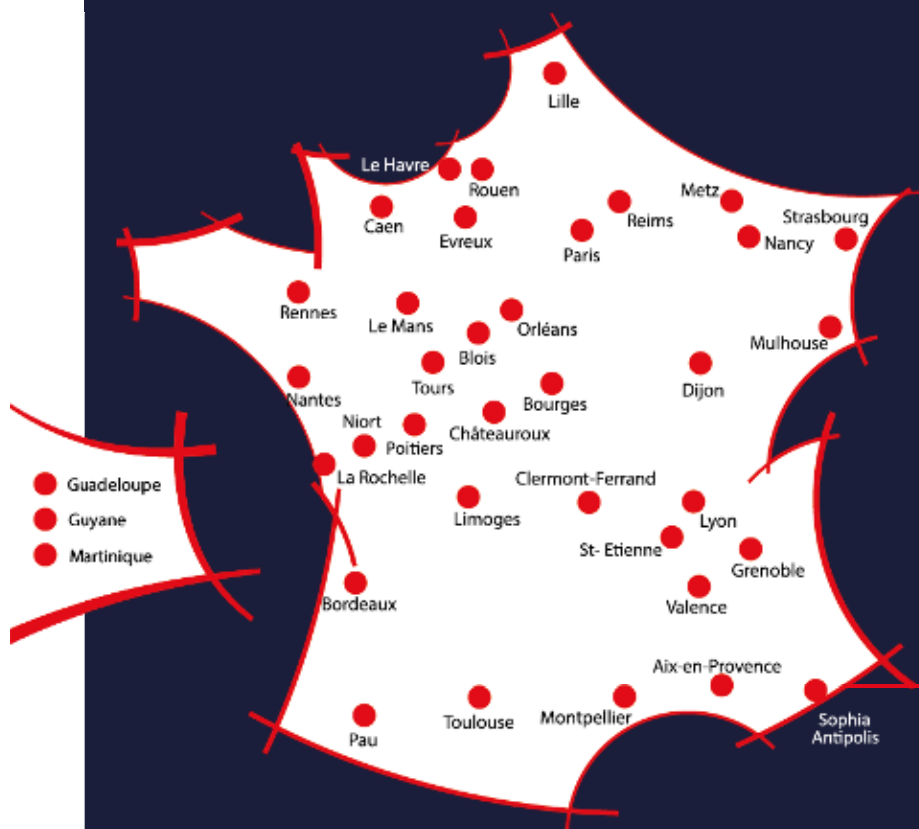 Lille
Le Havre
Rouen
Metz
Reims
Strasbourg
Caen
Evreux
Paris
Nancy
Rennes
Le Mans
Orléans
Blois
Mulhouse
Tours
Dijon
Nantes
Bourges
Niort
Châteauroux
Poitiers
La Rochelle
Clermont-Ferrand
Guadeloupe
Limoges
Lyon
Guyane
St- Etienne
Martinique
Grenoble
Bordeaux
Valence
Aix-en-Provence
Toulouse
Montpellier
Sophia
Antipolis
Pau